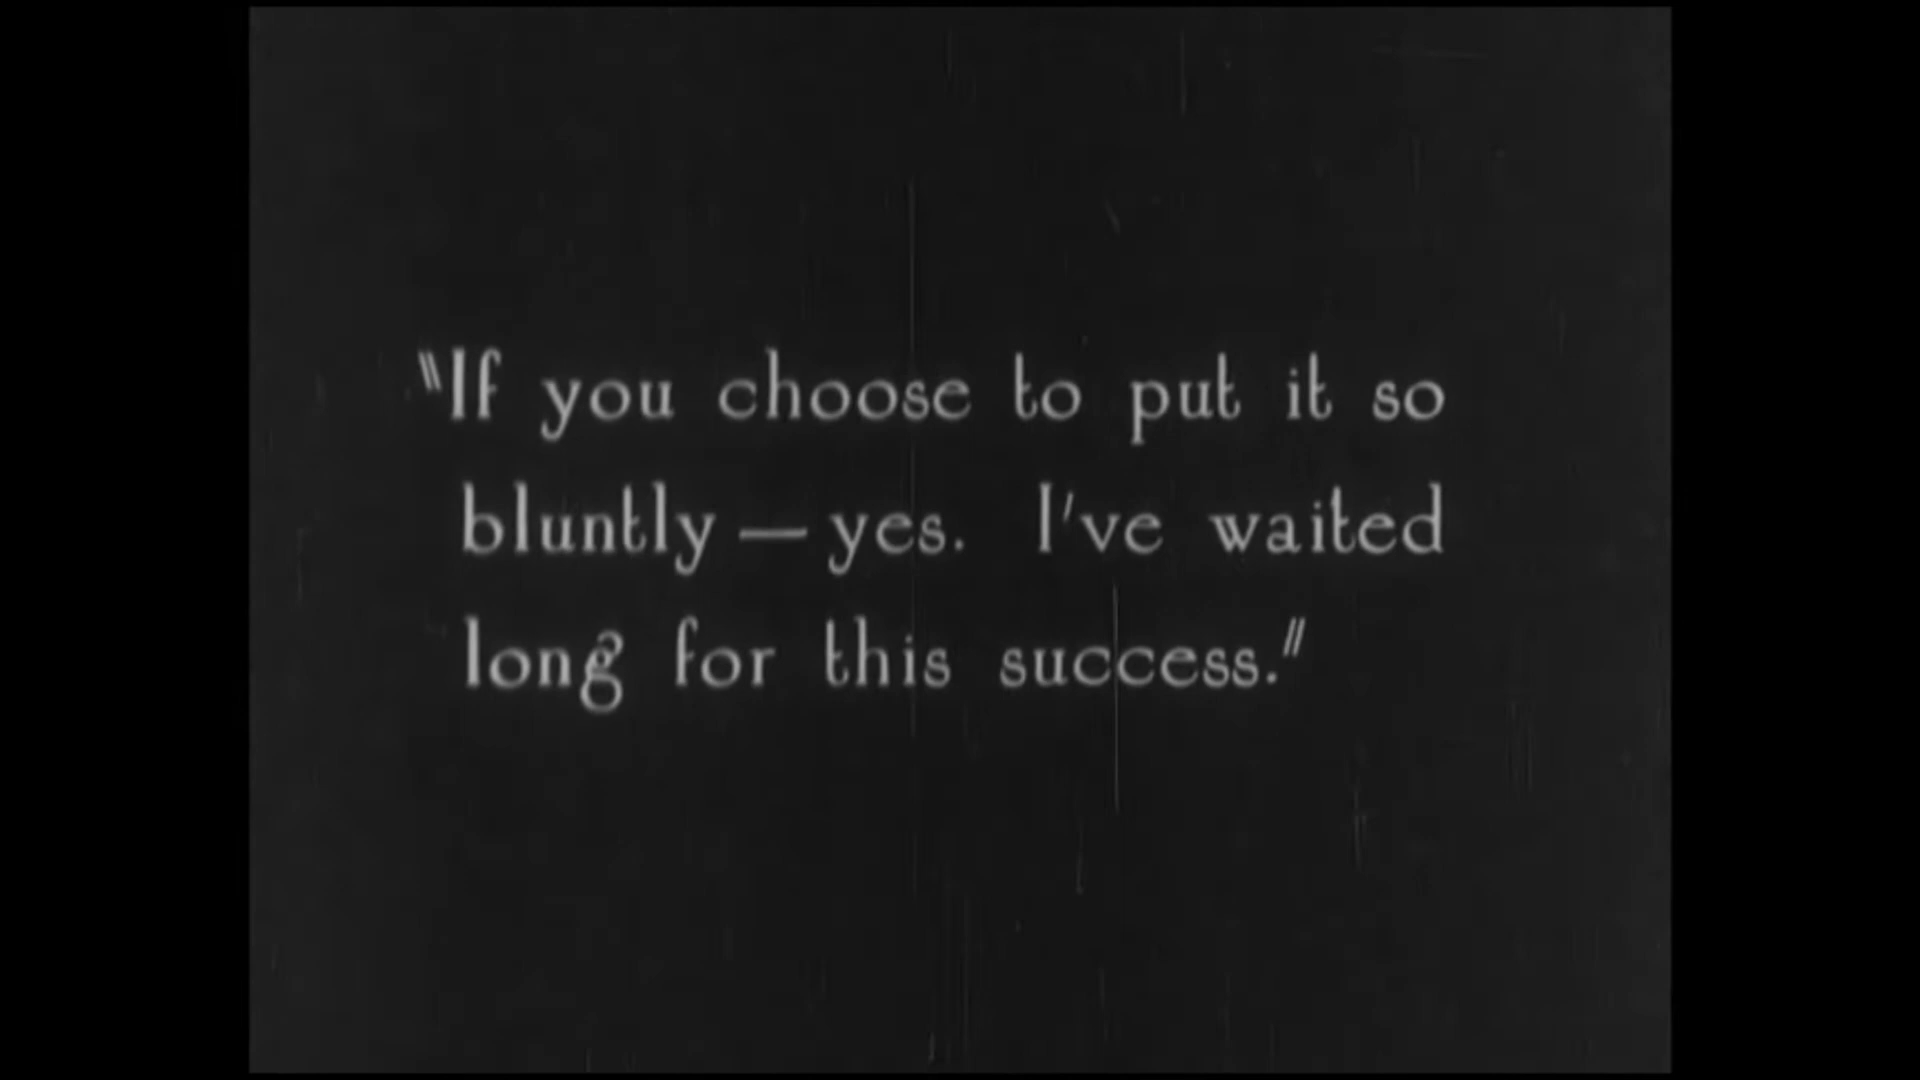 "If you choose to put it so
bluntly — yes. I've waited
long for this success."